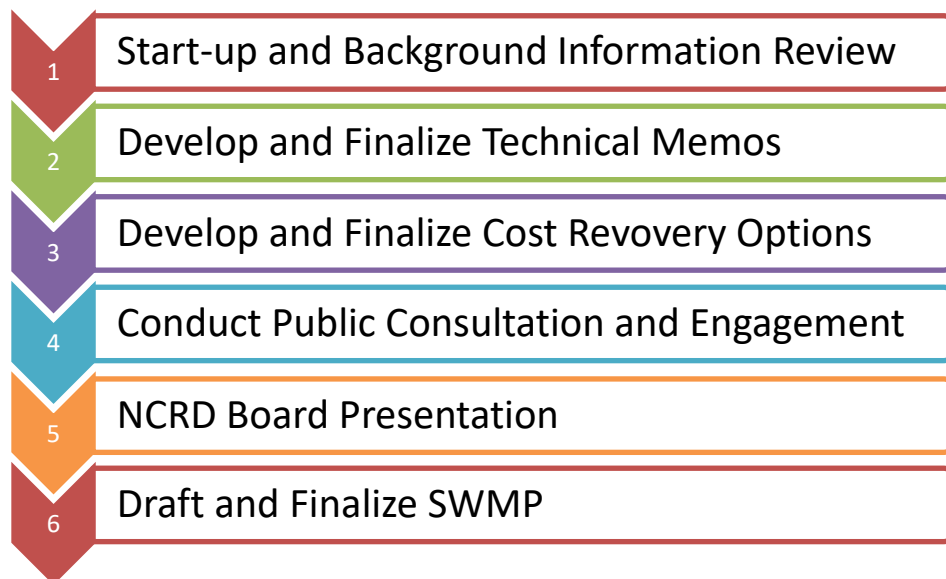 1 Start-up and Background Information Review
2 Develop and Finalize Technical Memos
3 Develop and Finalize Cost Revovery Options
4 Conduct Public Consultation and Engagement
5 NCRD Board Presentation
6 Draft and Finalize SWMP